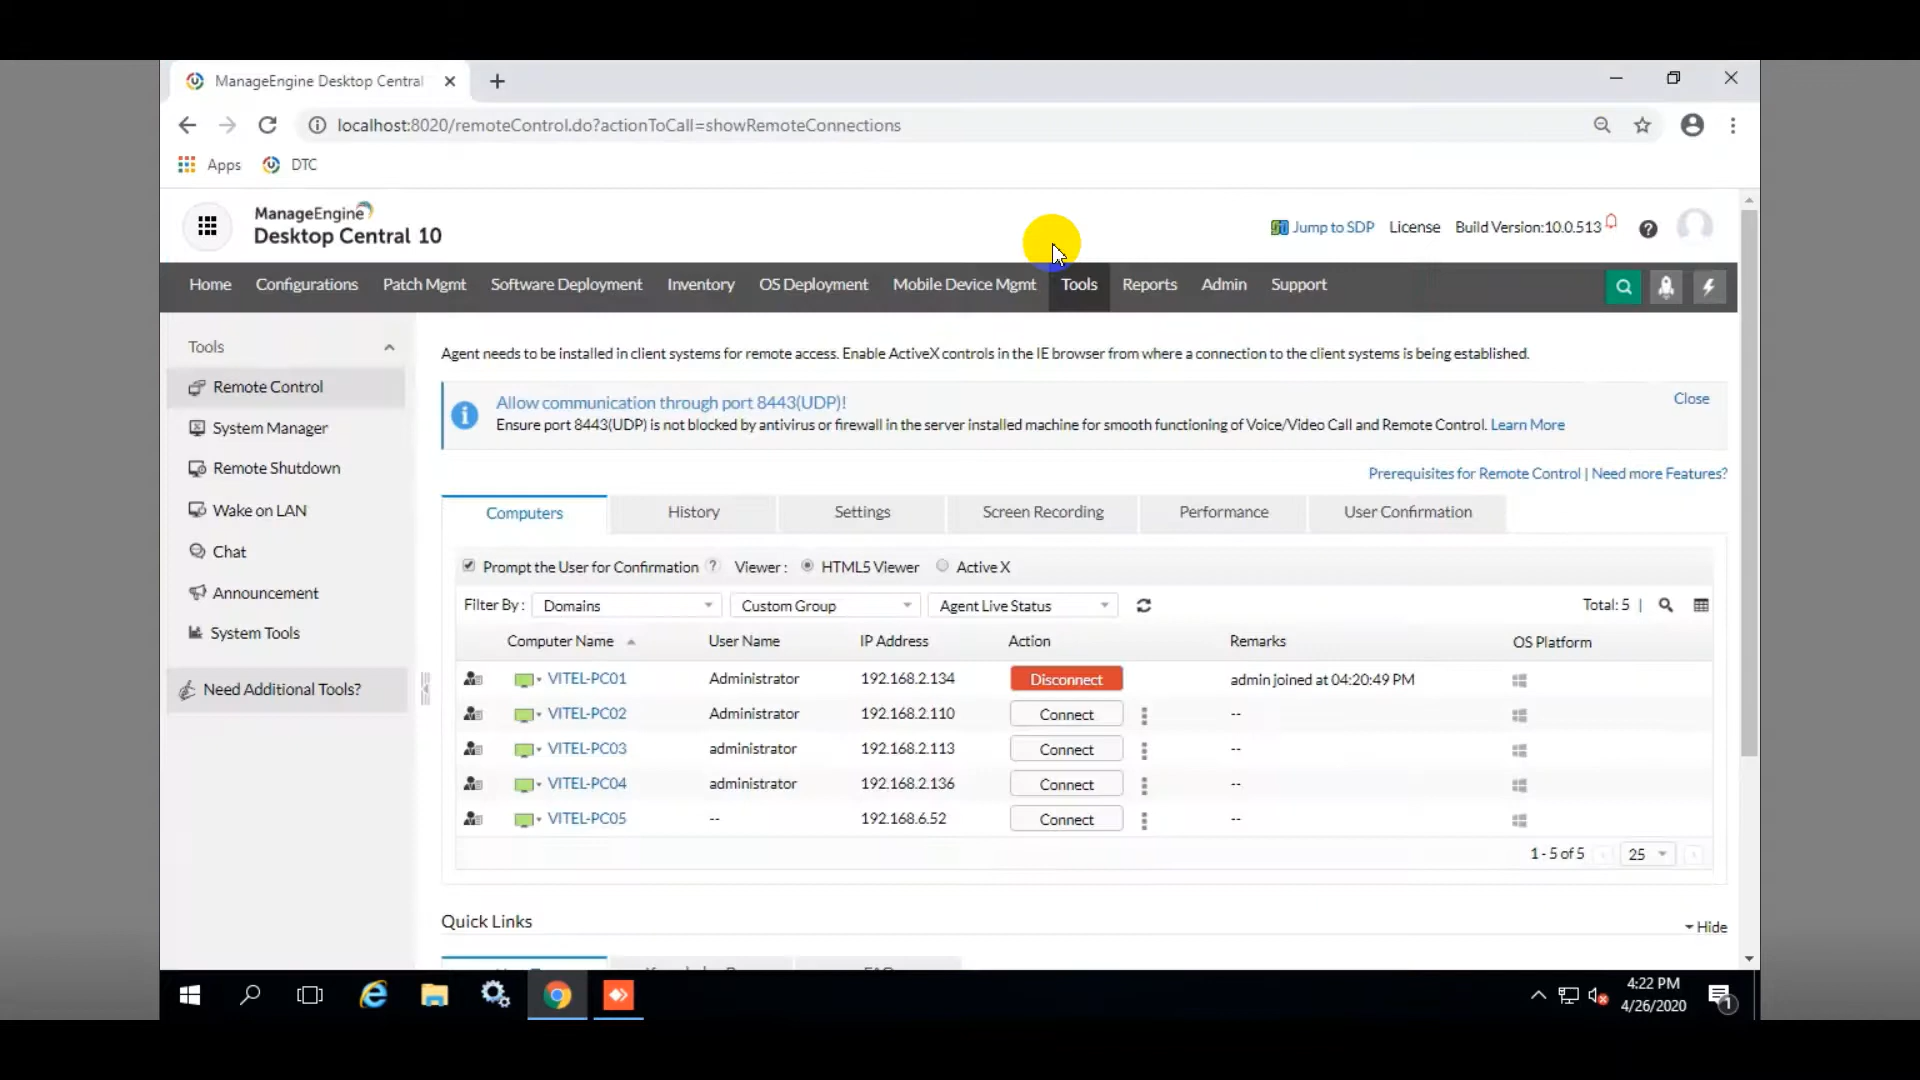 ManageEngine Desktop Central
localhost:8020/remoteControl.do?actionToCall=showRemoteConnections
Apps DTC
ManageEngine
Desktop Central 10
Jump to SDP License Build Version:10.0.513
Home Configurations Patch Mgmt Software Deployment Inventory OS Deployment Mobile Device Mgmt Tools Reports Admin Support
Tools
Remote Control
System Manager
Remote Shutdown
Wake on LAN
Chat
Announcement
System Tools
Need Additional Tools?
Agent needs to be installed in client systems for remote access. Enable ActiveX controls in the IE browser from where a connection to the client systems is being established.
Allow communication through port 8443(UDP)! Close
Ensure port 8443(UDP) is not blocked by antivirus or firewall in the server installed machine for smooth functioning of Voice/Video Call and Remote Control. Learn More
Prerequisites for Remote Control | Need more Features?
Computers History Settings Screen Recording Performance User Confirmation
Prompt the User for Confirmation ? Viewer : HTML5 Viewer Active X
Filter By : Domains Custom Group Agent Live Status Total: 5 |
Computer Name User Name IP Address Action Remarks OS Platform
VITEL-PC01 Administrator 192.168.2.134 Disconnect admin joined at 04:20:49 PM
VITEL-PC02 Administrator 192.168.2.110 Connect --
VITEL-PC03 administrator 192.168.2.113 Connect --
VITEL-PC04 administrator 192.168.2.136 Connect --
VITEL-PC05 -- 192.168.6.52 Connect --
1 - 5 of 5 25
Quick Links
Hide
4:22 PM
4/26/2020
1